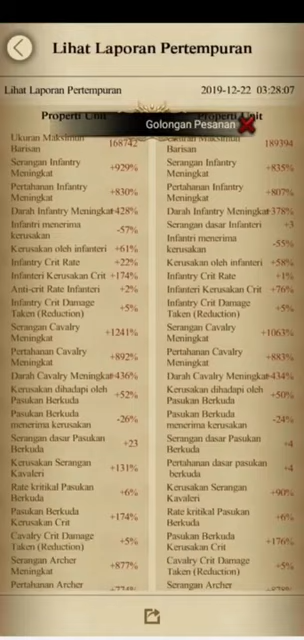 Lihat Laporan Pertempuran
Lihat Laporan Pertempuran 2019-12-22 03:28:07
Properti Unit
Golongan Pesanan
Ukuran Maksimun
Barisan 168742
Serangan Infantry
Meningkat +929%
Pertahanan Infantry
Meningkat +830%
Darah Infantry Meningkat +428%
Infantri menerima
kerusakan -57%
Kerusakan oleh infanteri +61%
Infantry Crit Rate +22%
Infanteri Kerusakan Crit +174%
Anti-crit Rate Infanteri +2%
Infantry Crit Damage
Taken (Reduction) +5%
Serangan Cavalry
Meningkat +1241%
Pertahanan Cavalry
Meningkat +892%
Darah Cavalry Meningkat +436%
Kerusakan dihadapi oleh
Pasukan Berkuda +52%
Pasukan Berkuda
menerima kerusakan -26%
Serangan dasar Pasukan
Berkuda +23
Kerusakan Serangan
Kavaleri +131%
Rate kritikal Pasukan
Berkuda +6%
Pasukan Berkuda
Kerusakan Crit +174%
Cavalry Crit Damage
Taken (Reduction) +5%
Serangan Archer
Meningkat +877%
Pertahanan Archer
Barisan 189394
Serangan Infantry
Meningkat +835%
Pertahanan Infantry
Meningkat +807%
Darah Infantry Meningkat +378%
Serangan dasar Infanteri +3
Infantri menerima
kerusakan -55%
Kerusakan oleh infanteri +58%
Infantry Crit Rate +1%
Infanteri Kerusakan Crit +76%
Infantry Crit Damage
Taken (Reduction) +5%
Serangan Cavalry
Meningkat +1063%
Pertahanan Cavalry
Meningkat +883%
Darah Cavalry Meningkat +434%
Kerusakan dihadapi oleh
Pasukan Berkuda +50%
Pasukan Berkuda
menerima kerusakan -24%
Serangan dasar Pasukan
Berkuda +4
Pertahanan dasar pasukan
berkuda +4
Kerusakan Serangan
Kavaleri +90%
Rate kritikal Pasukan
Berkuda +6%
Pasukan Berkuda
Kerusakan Crit +176%
Cavalry Crit Damage
Taken (Reduction) +5%
Serangan Archer